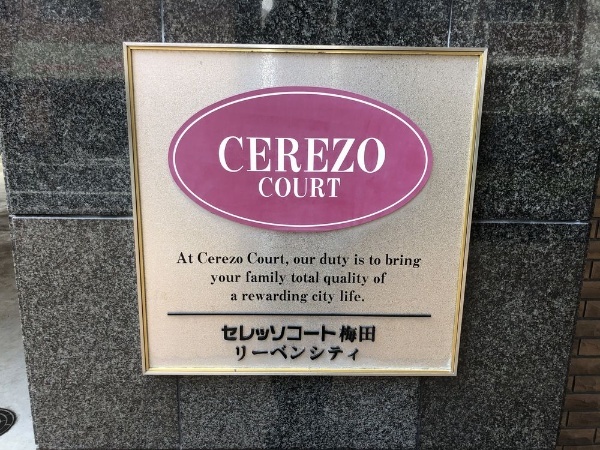 CEREZO
COURT
At Cerezo Court, our duty is to bring
your family total quality of
a rewarding city life.
セレッソコート梅田
リーベンシティ